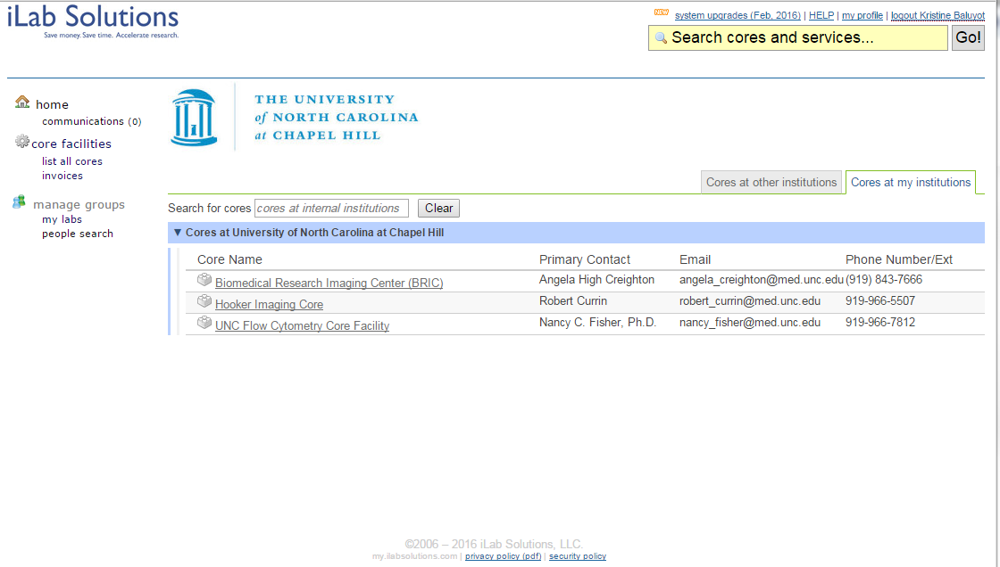 iLab Solutions
Save money. Save time. Accelerate research.
NEW system upgrades (Feb, 2016) | HELP | my profile | logout Kristine Baluyot
Search cores and services... Go!
home
communications (0)
core facilities
list all cores
invoices
manage groups
my labs
people search
THE UNIVERSITY
of NORTH CAROLINA
at CHAPEL HILL
Cores at other institutions Cores at my institutions
Search for cores cores at internal institutions Clear
▼ Cores at University of North Carolina at Chapel Hill
Core Name Primary Contact Email Phone Number/Ext
Biomedical Research Imaging Center (BRIC) Angela High Creighton angela_creighton@med.unc.edu (919) 843-7666
Hooker Imaging Core Robert Currin robert_currin@med.unc.edu 919-966-5507
UNC Flow Cytometry Core Facility Nancy C. Fisher, Ph.D. nancy_fisher@med.unc.edu 919-966-7812
©2006 – 2016 iLab Solutions, LLC.
my.ilabsolutions.com | privacy policy (pdf) | security policy